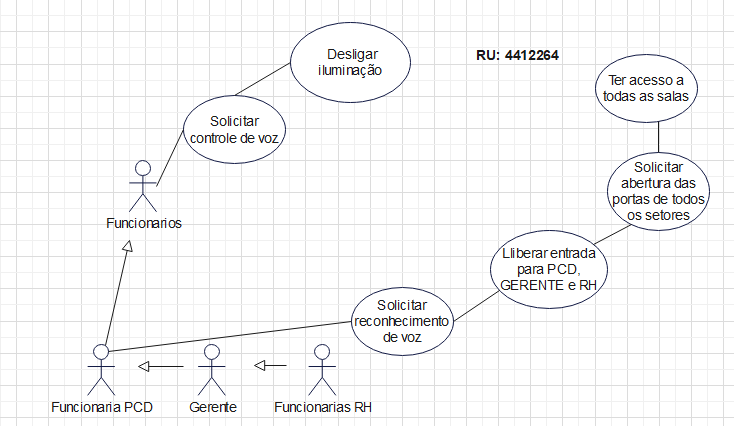 Desligar
iluminação
RU: 4412264
Ter acesso a
todas as salas
Solicitar
controle de voz
Solicitar
abertura das
portas de todos
os setores
Funcionarios
Lliberar entrada
para PCD,
GERENTE e RH
Solicitar
reconhecimento
de voz
Funcionaria PCD
Gerente
Funcionarias RH